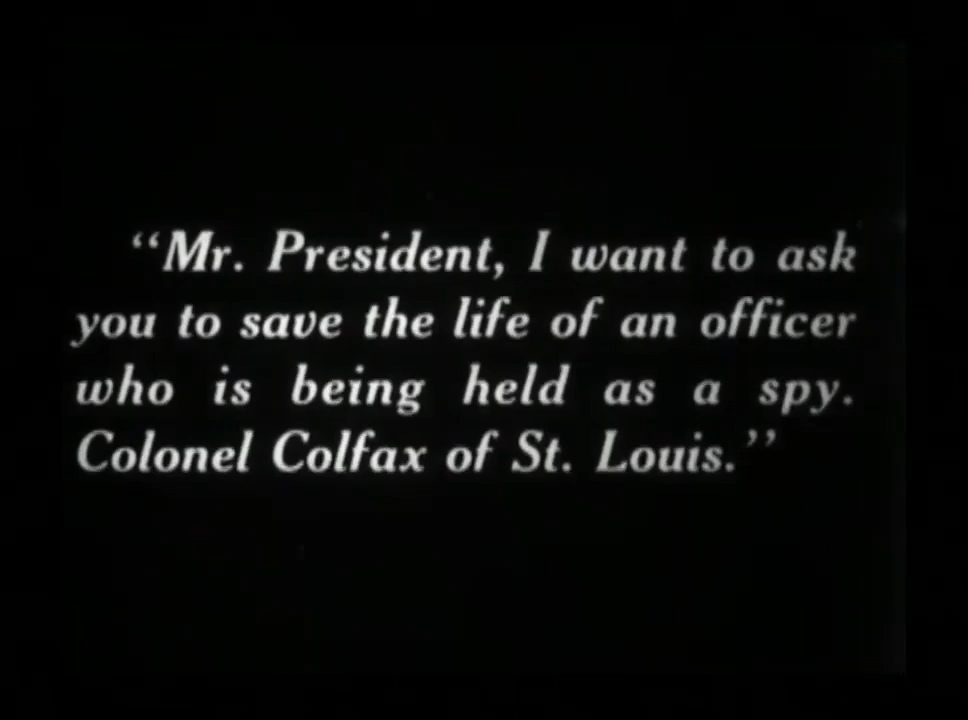 “Mr. President, I want to ask
you to save the life of an officer
who is being held as a spy.
Colonel Colfax of St. Louis.”